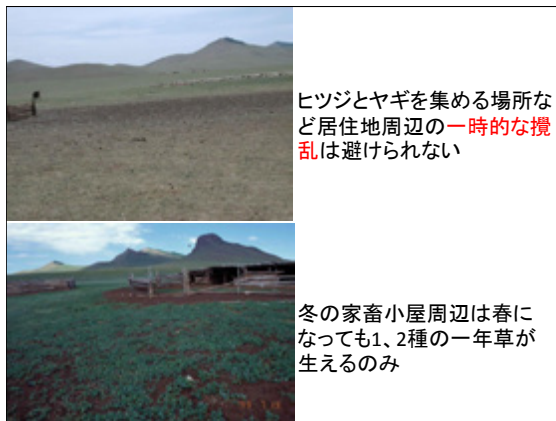 ヒツジとヤギを集める場所な
ど居住地周辺の一時的な攪
乱は避けられない
冬の家畜小屋周辺は春に
なっても1、2種の一年草が
生えるのみ